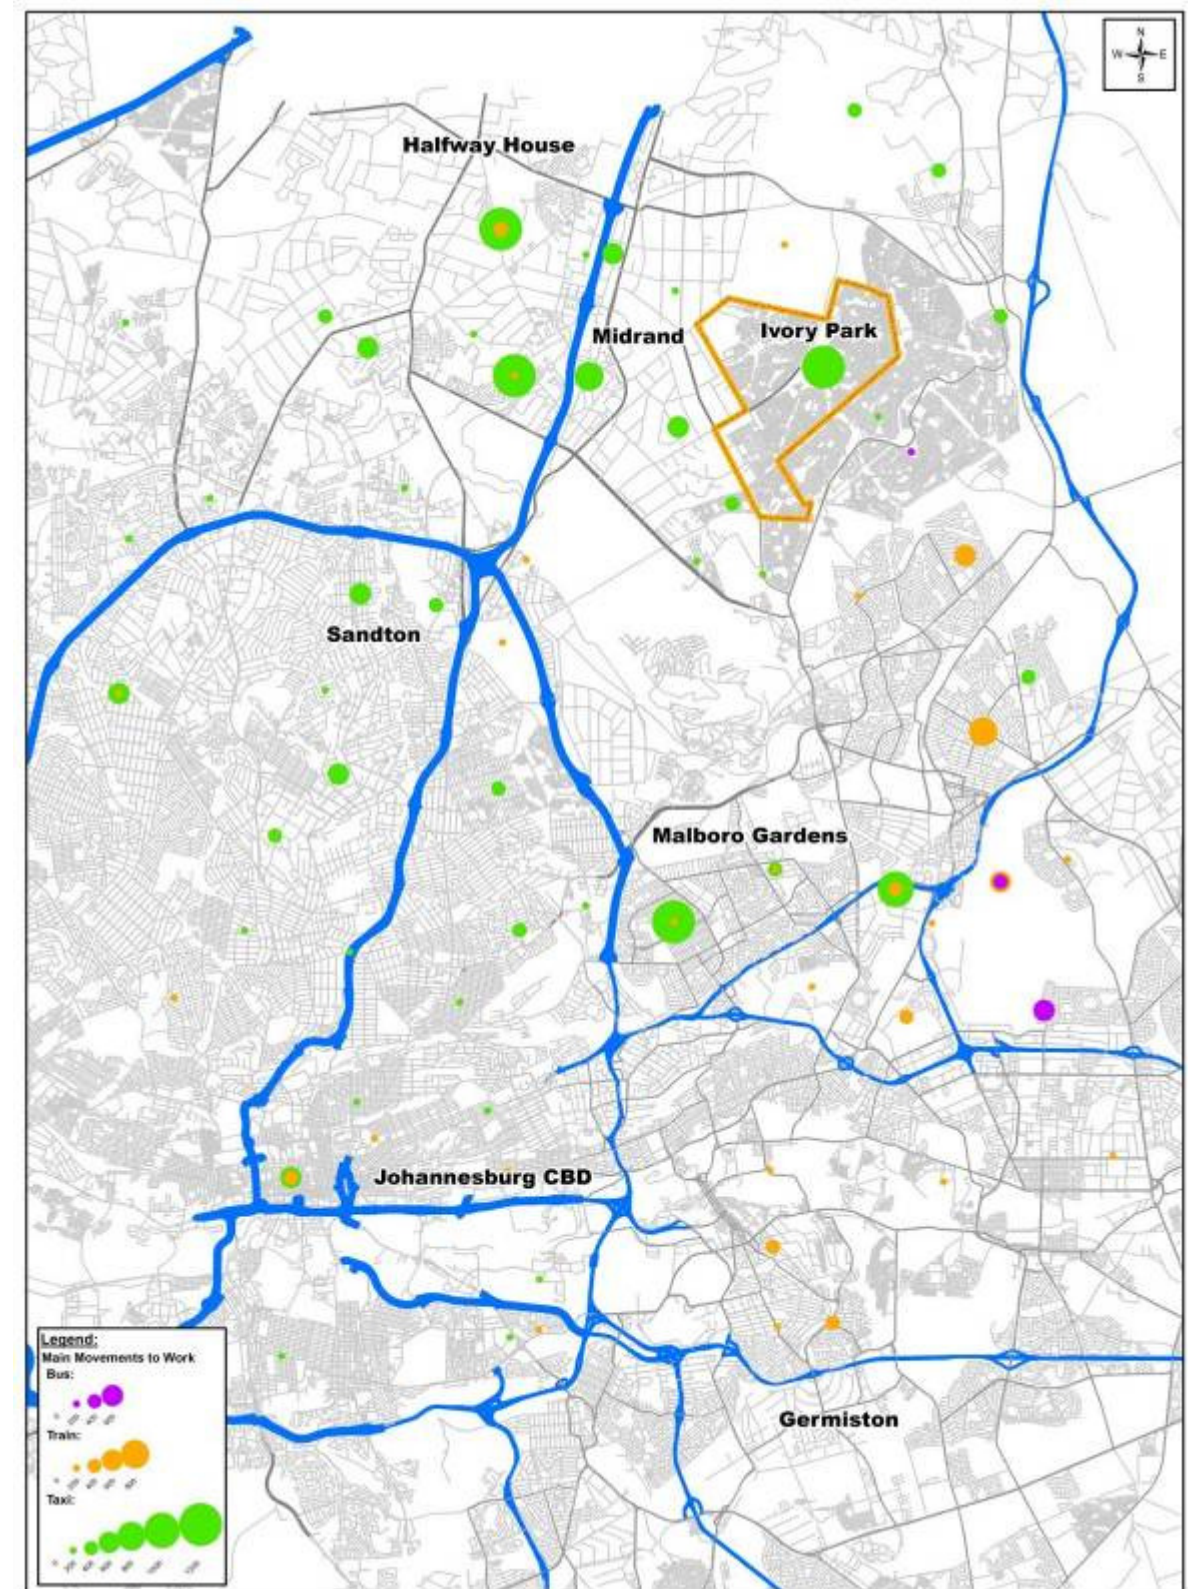 N
W E
S
Halfway House
Midrand
Ivory Park
Sandton
Malboro Gardens
Johannesburg CBD
Germiston
Legend:
Main Movements to Work
Bus:
Train:
Taxi: